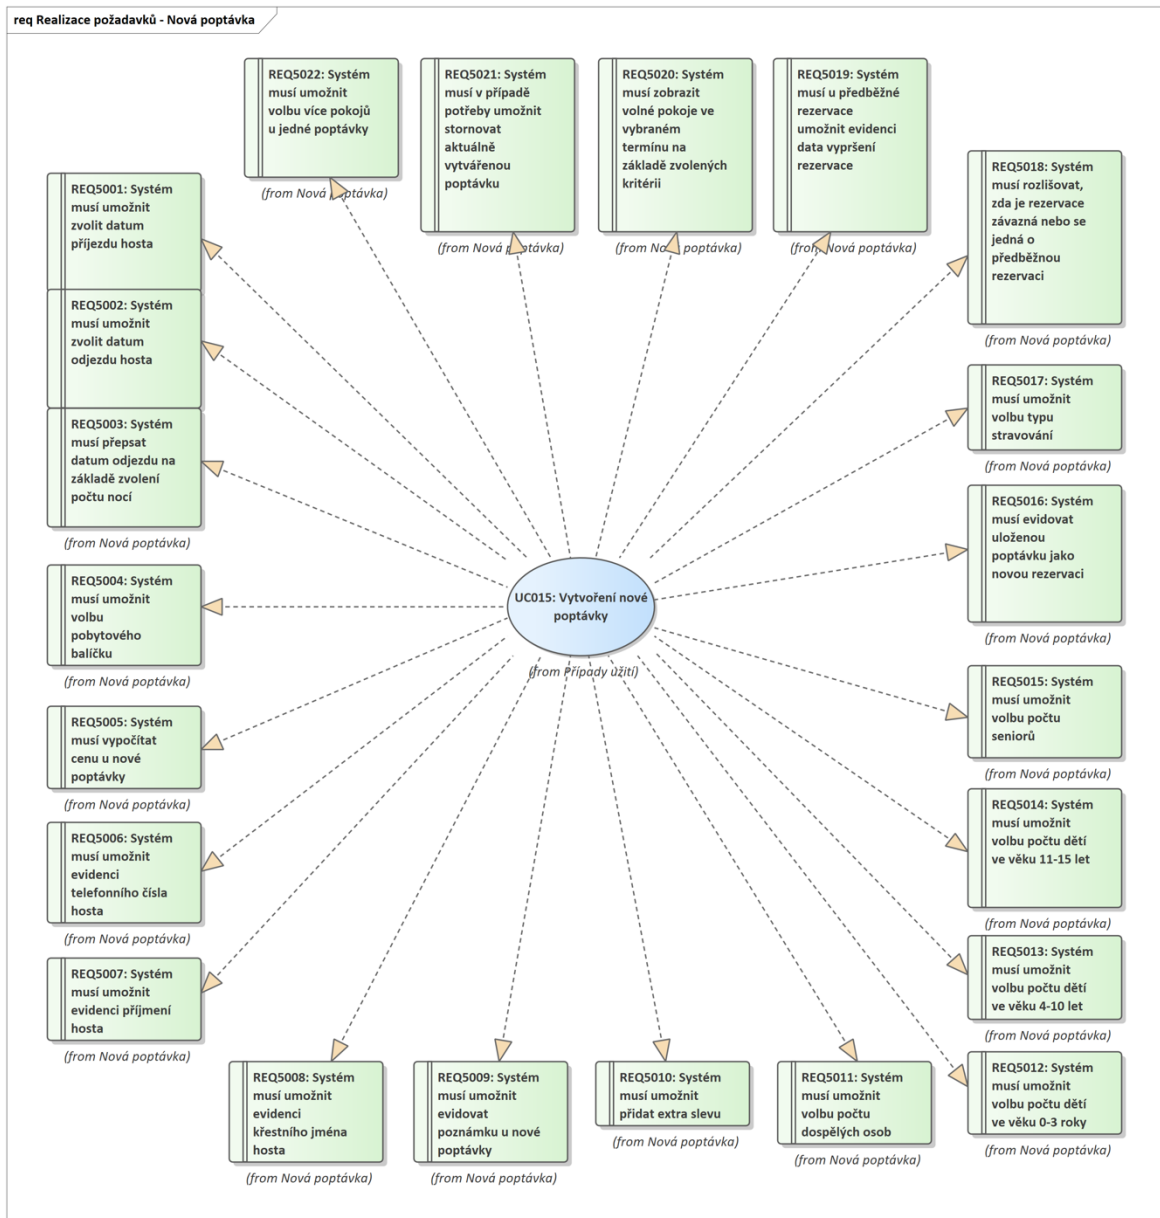 req Realizace požadavků - Nová poptávka
REQ5022: Systém
musí umožnit
volbu více pokojů
u jedné poptávky
(from Nová poptávka)
REQ5021: Systém
musí v případě
potřeby umožnit
stornovat
aktuálně
vytvářenou
poptávku
(from Nová poptávka)
REQ5020: Systém
musí zobrazit
volné pokoje ve
vybraném
termínu na
základě zvolených
kritérii
(from Nová poptávka)
REQ5019: Systém
musí u předběžné
rezervace
umožnit evidenci
data vypršení
rezervace
(from Nová poptávka)
REQ5018: Systém
musí rozlišovat,
zda je rezervace
závazná nebo se
jedná o
předběžnou
rezervaci
(from Nová poptávka)
REQ5001: Systém
musí umožnit
zvolit datum
příjezdu hosta
REQ5002: Systém
musí umožnit
zvolit datum
odjezdu hosta
REQ5003: Systém
musí přepsat
datum odjezdu na
základě zvolení
počtu nocí
(from Nová poptávka)
REQ5017: Systém
musí umožnit
volbu typu
stravování
(from Nová poptávka)
REQ5016: Systém
musí evidovat
uloženou
poptávku jako
novou rezervaci
(from Nová poptávka)
REQ5004: Systém
musí umožnit
volbu
pobytového
balíčku
(from Nová poptávka)
UC015: Vytvoření nové
poptávky
(from Případy užití)
REQ5015: Systém
musí umožnit
volbu počtu
seniorů
(from Nová poptávka)
REQ5005: Systém
musí vypočítat
cenu u nové
poptávky
(from Nová poptávka)
REQ5014: Systém
musí umožnit
volbu počtu dětí
ve věku 11-15 let
(from Nová poptávka)
REQ5006: Systém
musí umožnit
evidenci
telefonního čísla
hosta
(from Nová poptávka)
REQ5013: Systém
musí umožnit
volbu počtu dětí
ve věku 4-10 let
(from Nová poptávka)
REQ5007: Systém
musí umožnit
evidenci příjmení
hosta
(from Nová poptávka)
REQ5008: Systém
musí umožnit
evidenci
křestního jména
hosta
(from Nová poptávka)
REQ5009: Systém
musí umožnit
evidovat
poznámku u nové
poptávky
(from Nová poptávka)
REQ5010: Systém
musí umožnit
přidat extra slevu
(from Nová poptávka)
REQ5011: Systém
musí umožnit
volbu počtu
dospělých osob
(from Nová poptávka)
REQ5012: Systém
musí umožnit
volbu počtu dětí
ve věku 0-3 roky
(from Nová poptávka)